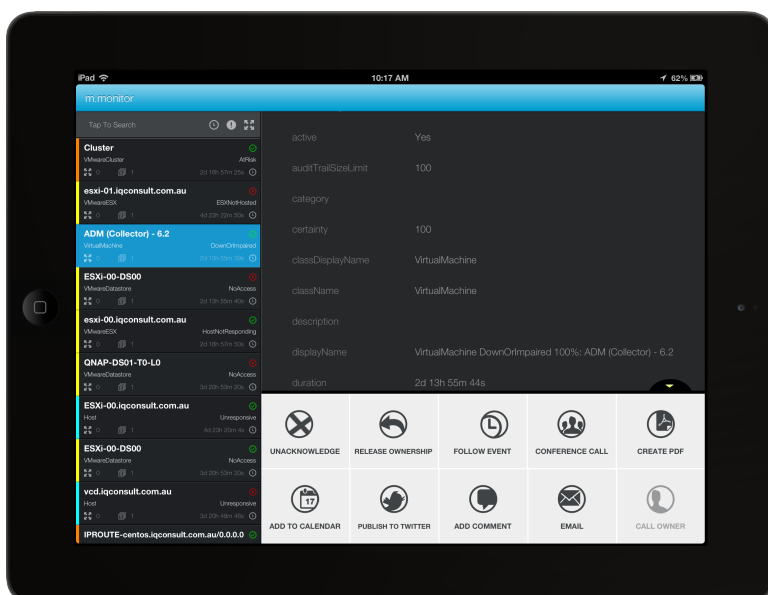 iPad 10:17 AM 62%
m.monitor
Tap To Search
Cluster
VMwareCluster AtRisk
0 1 2d 16h 57m 25s
esxi-01.iqconsult.com.au
VMwareESX ESXNotHosted
0 1 4d 23h 22m 50s
ADM (Collector) - 6.2
VirtualMachine DownOrImpaired
0 1 2d 13h 55m 39s
ESXi-00-DS00
VMwareDatastore NoAccess
0 1 2d 13h 55m 40s
esxi-00.iqconsult.com.au
VMwareESX HostNotResponding
0 1 2d 16h 57m 50s
QNAP-DS01-T0-L0
VMwareDatastore NoAccess
0 1 3d 20h 53m 20s
ESXi-00.iqconsult.com.au
Host Unresponsive
0 1 4d 23h 20m 4s
ESXi-00-DS00
VMwareDatastore NoAccess
0 1 3d 20h 53m 20s
vcd.iqconsult.com.au
Host Unresponsive
0 1 3d 20h 48m 46s
IPROUTE-centos.iqconsult.com.au/0.0.0.0
active Yes
auditTrailSizeLimit 100
category
certainty 100
classDisplayName VirtualMachine
className VirtualMachine
description
displayName VirtualMachine DownOrImpaired 100%: ADM (Collector) - 6.2
duration 2d 13h 55m 44s
UNACKNOWLEDGE RELEASE OWNERSHIP FOLLOW EVENT CONFERENCE CALL CREATE PDF
17
ADD TO CALENDAR PUBLISH TO TWITTER ADD COMMENT EMAIL CALL OWNER